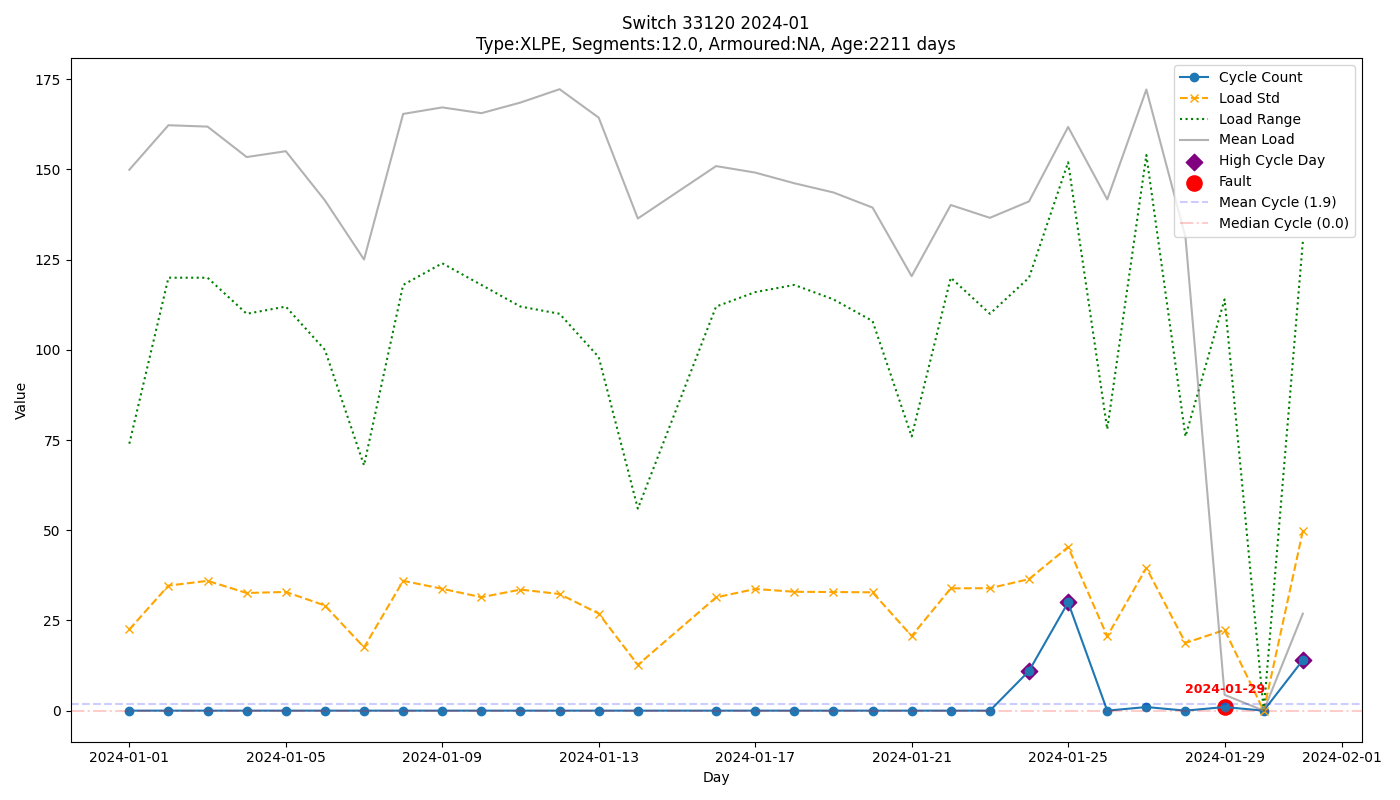 Switch 33120 2024-01
Type:XLPE, Segments:12.0, Armoured:NA, Age:2211 days
Cycle Count
Load Std
Load Range
Mean Load
High Cycle Day
Fault
Mean Cycle (1.9)
Median Cycle (0.0)
175
150
125
100
75
50
25
0
Value
2024-01-29
2024-01-01
2024-01-05
2024-01-09
2024-01-13
2024-01-17
2024-01-21
2024-01-25
2024-01-29
2024-02-01
Day